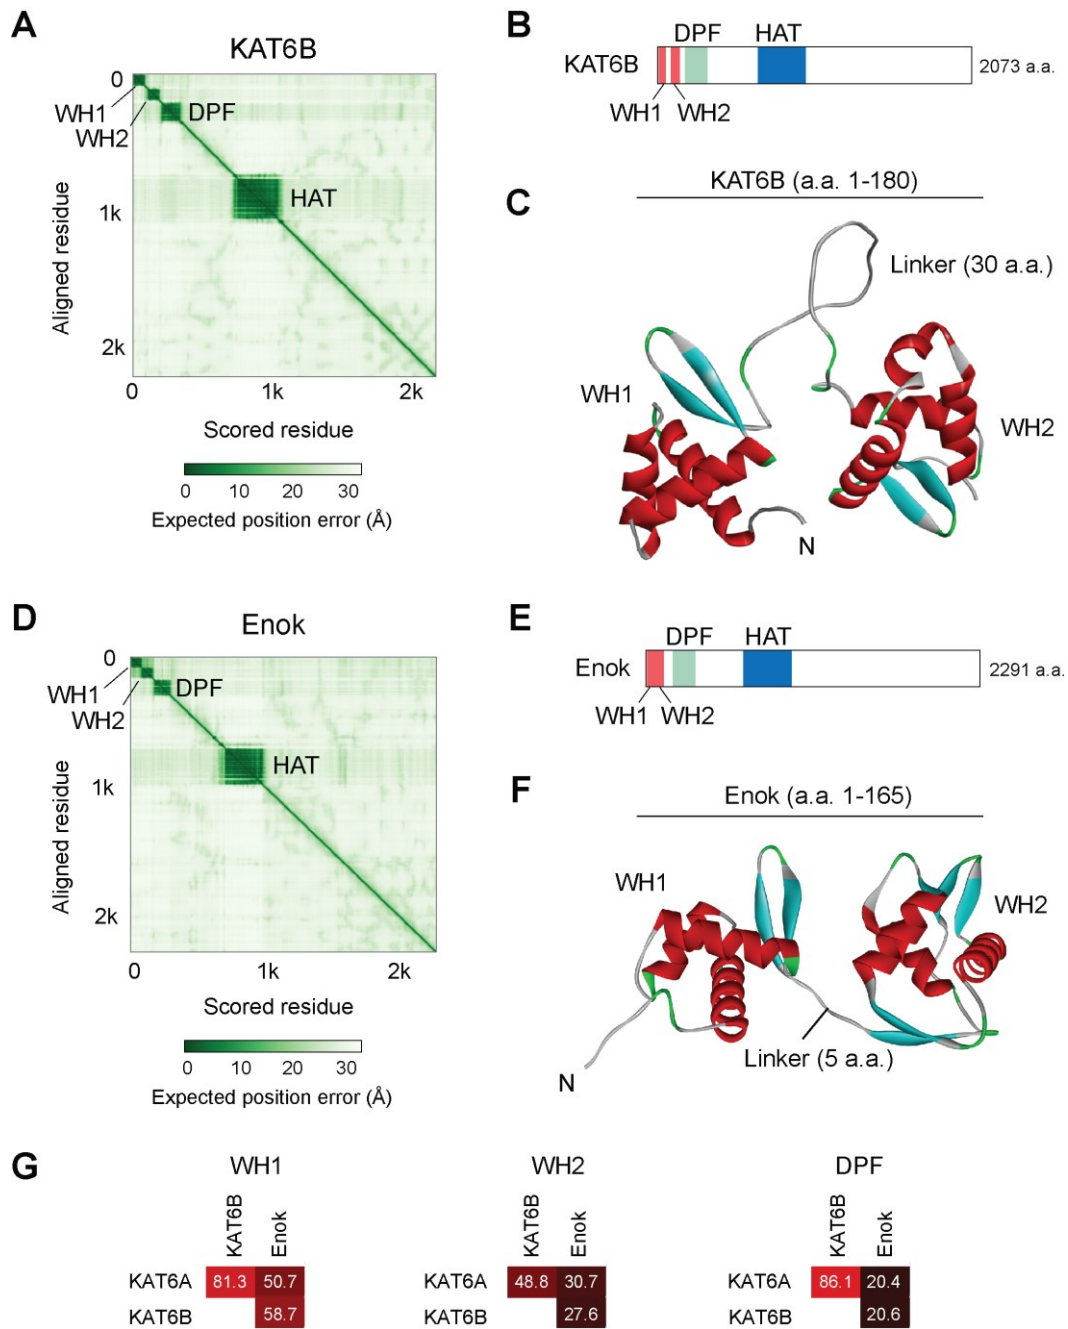 A
KAT6B
0
WH1
WH2
DPF
HAT
1k
2k
Aligned residue
0 1k 2k
Scored residue
0 10 20 30
Expected position error (Å)
B
DPF HAT
KAT6B
2073 a.a.
WH1 WH2
C
KAT6B (a.a. 1-180)
Linker (30 a.a.)
WH1
WH2
N
D
Enok
0
WH1
WH2
DPF
HAT
1k
2k
Aligned residue
0 1k 2k
Scored residue
0 10 20 30
Expected position error (Å)
E
DPF HAT
Enok
2291 a.a.
WH1 WH2
F
Enok (a.a. 1-165)
WH1
WH2
Linker (5 a.a.)
N
G
WH1
KAT6B Enok
KAT6A 81.3 50.7
KAT6B 58.7
WH2
KAT6B Enok
KAT6A 48.8 30.7
KAT6B 27.6
DPF
KAT6B Enok
KAT6A 86.1 20.4
KAT6B 20.6